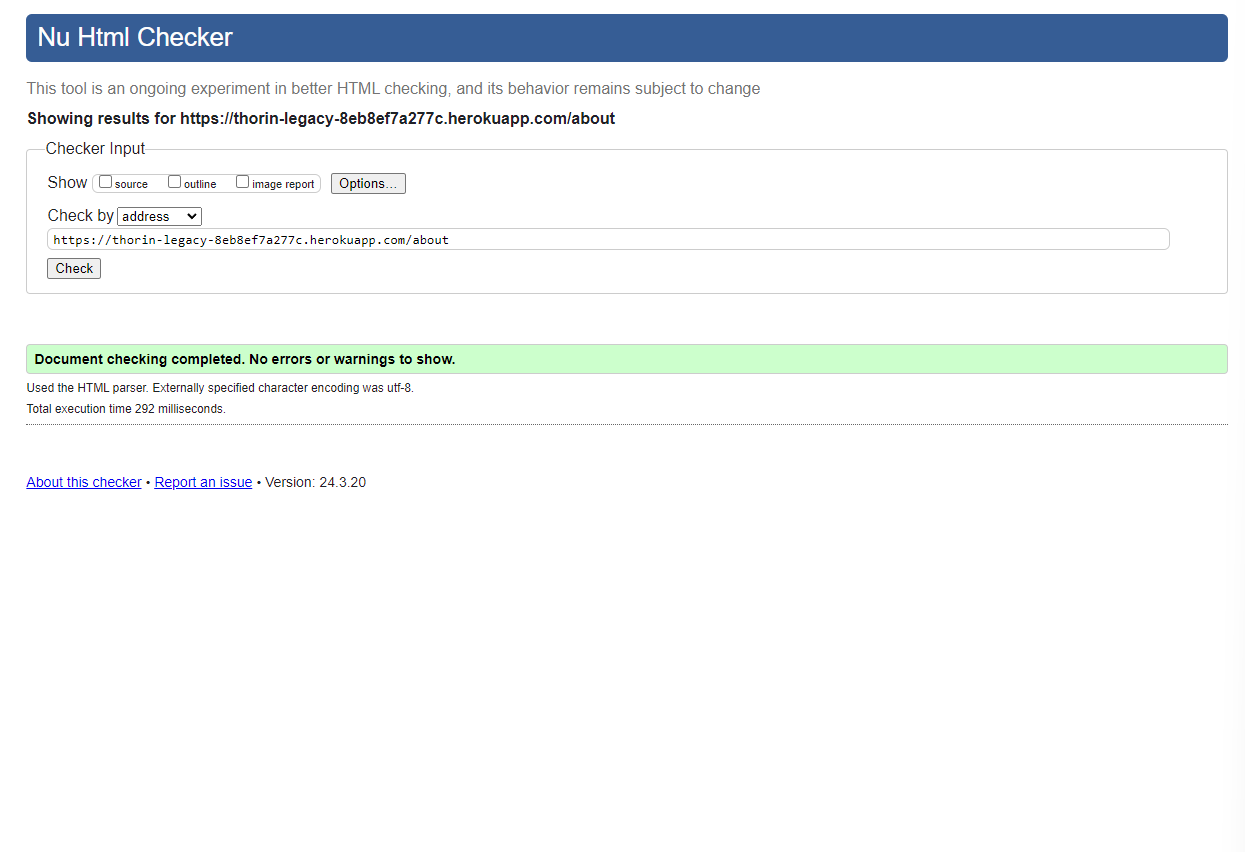 Nu Html Checker
This tool is an ongoing experiment in better HTML checking, and its behavior remains subject to change
Showing results for https://thorin-legacy-8eb8ef7a277c.herokuapp.com/about
Checker Input
Show source outline image report Options...
Check by address
https://thorin-legacy-8eb8ef7a277c.herokuapp.com/about
Check
Document checking completed. No errors or warnings to show.
Used the HTML parser. Externally specified character encoding was utf-8.
Total execution time 292 milliseconds.
About this checker • Report an issue • Version: 24.3.20